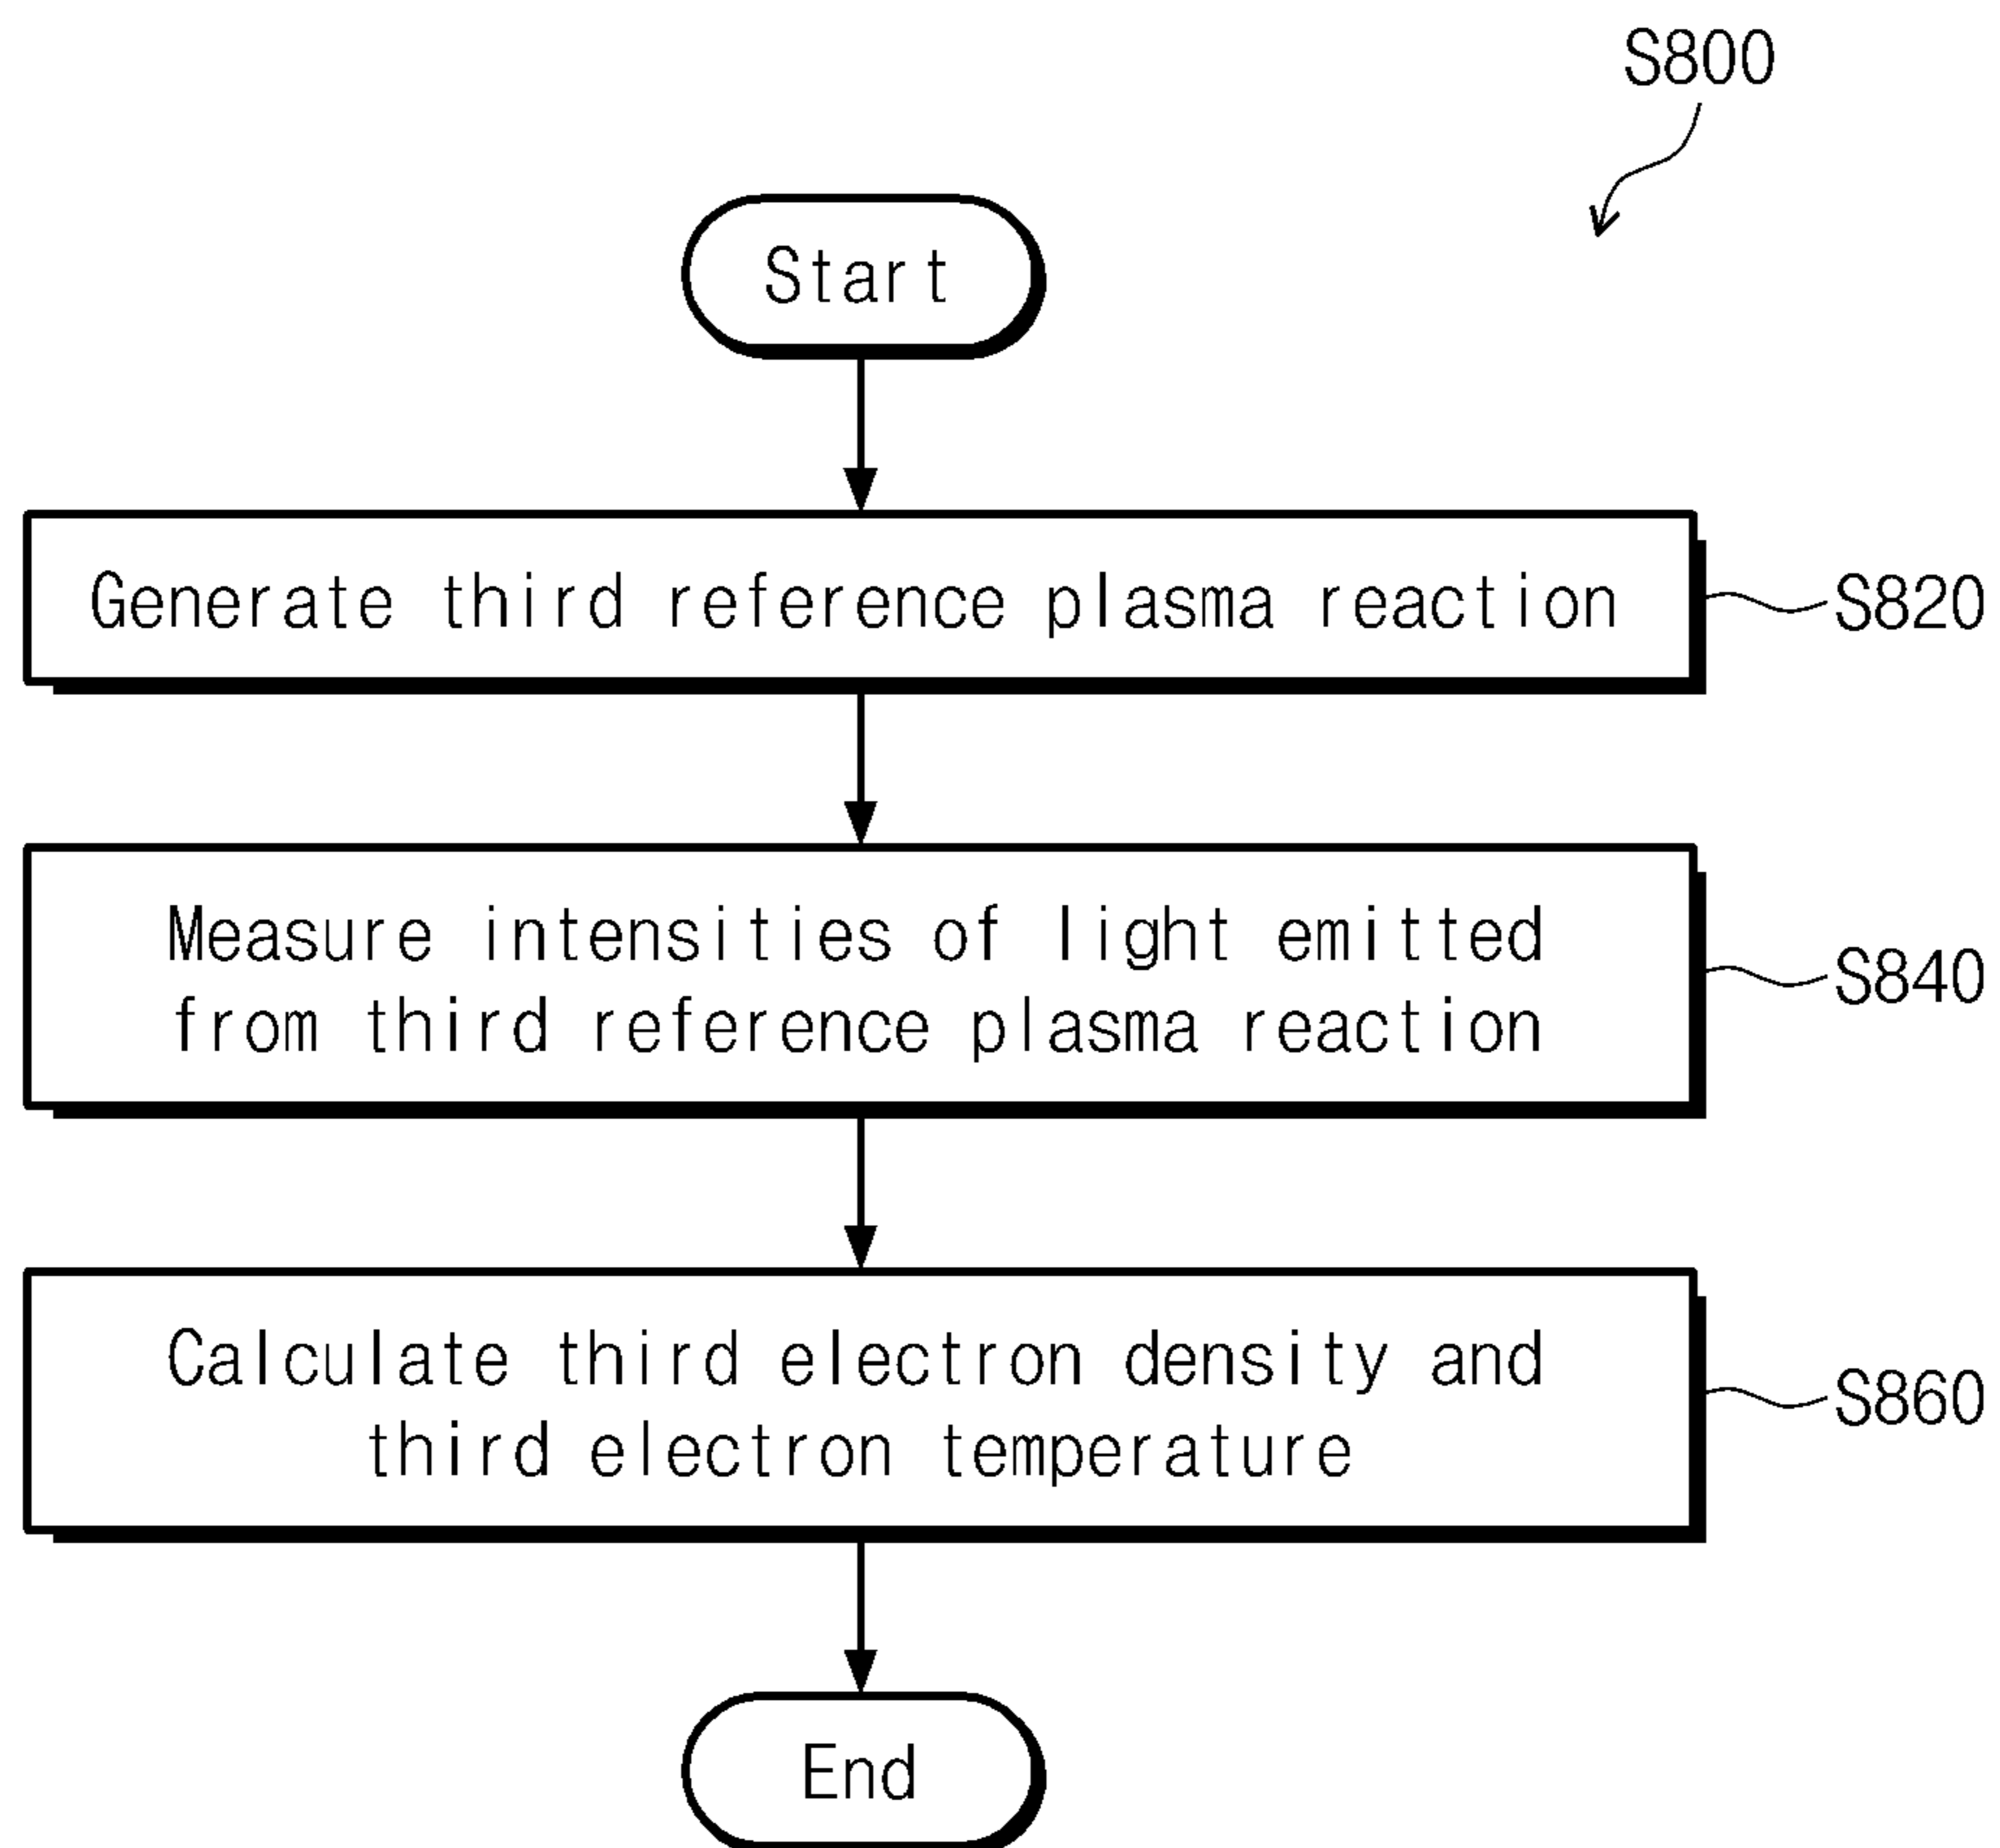 S800
Start
Generate third reference plasma reaction
S820
Measure intensities of light emitted
from third reference plasma reaction
S840
Calculate third electron density and
third electron temperature
S860
End